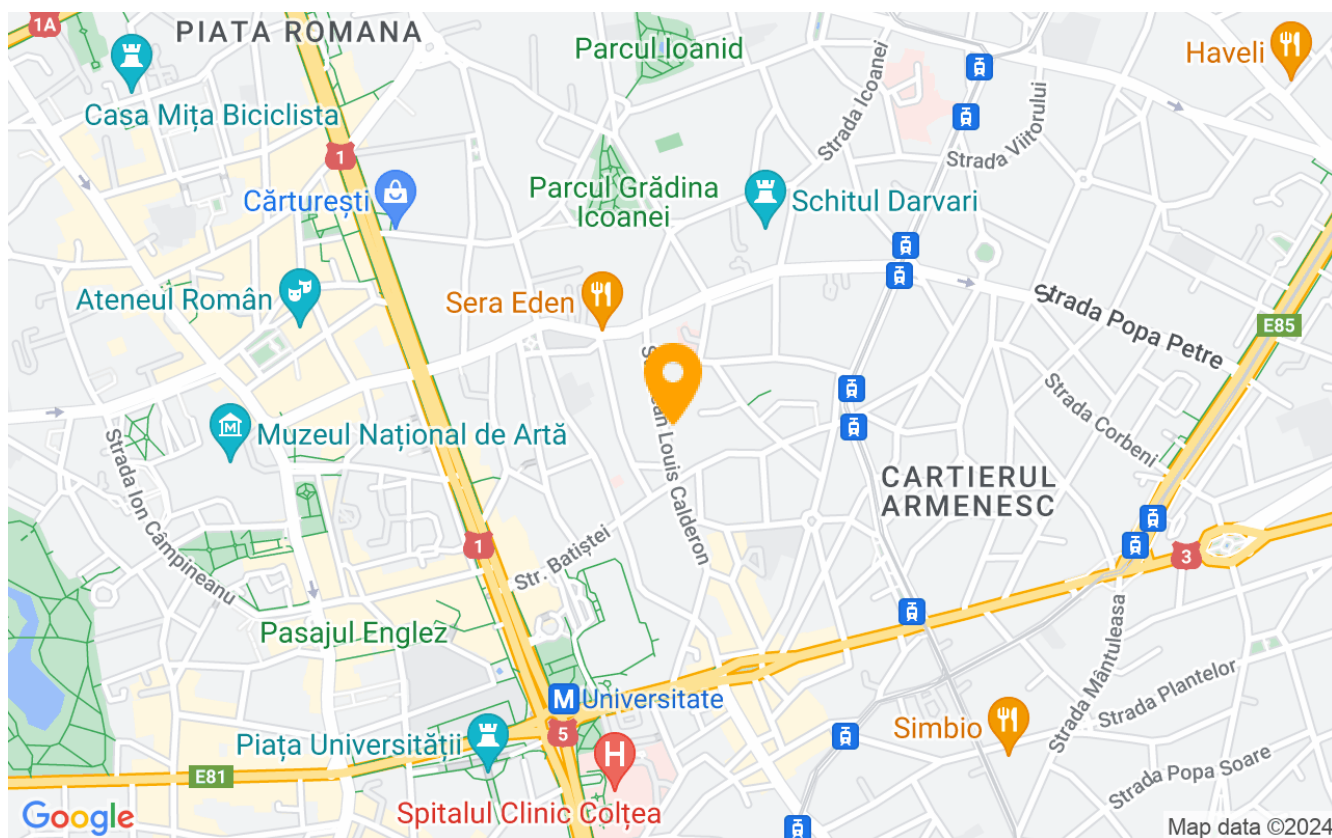 1A
PIATA ROMANA
Parcul Ioanid
Haveli
Casa Mița Biciclista
Strada Icoanei
Strada Viitorului
1
Cărturești
Parcul Grădina
Icoanei
Schitul Darvari
Ateneul Român
Sera Eden
Strada Popa Petre
E85
Jean Louis Calderon
Strada Corbeni
Muzeul Național de Artă
Strada Ion Câmpineanu
CARTIERUL
ARMENESC
1
Str. Batiștei
3
Pasajul Englez
Strada Mântuleasa
Strada Plantelor
M
Universitate
Simbio
Piața Universității
5
E81
H
Strada Popa Soare
Spitalul Clinic Colțea
Google
Map data ©2024